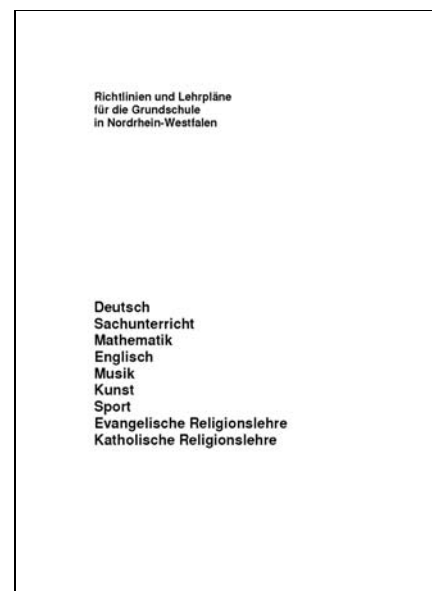 Richtlinien und Lehrpläne
für die Grundschule
in Nordrhein-Westfalen
Deutsch
Sachunterricht
Mathematik
Englisch
Musik
Kunst
Sport
Evangelische Religionslehre
Katholische Religionslehre